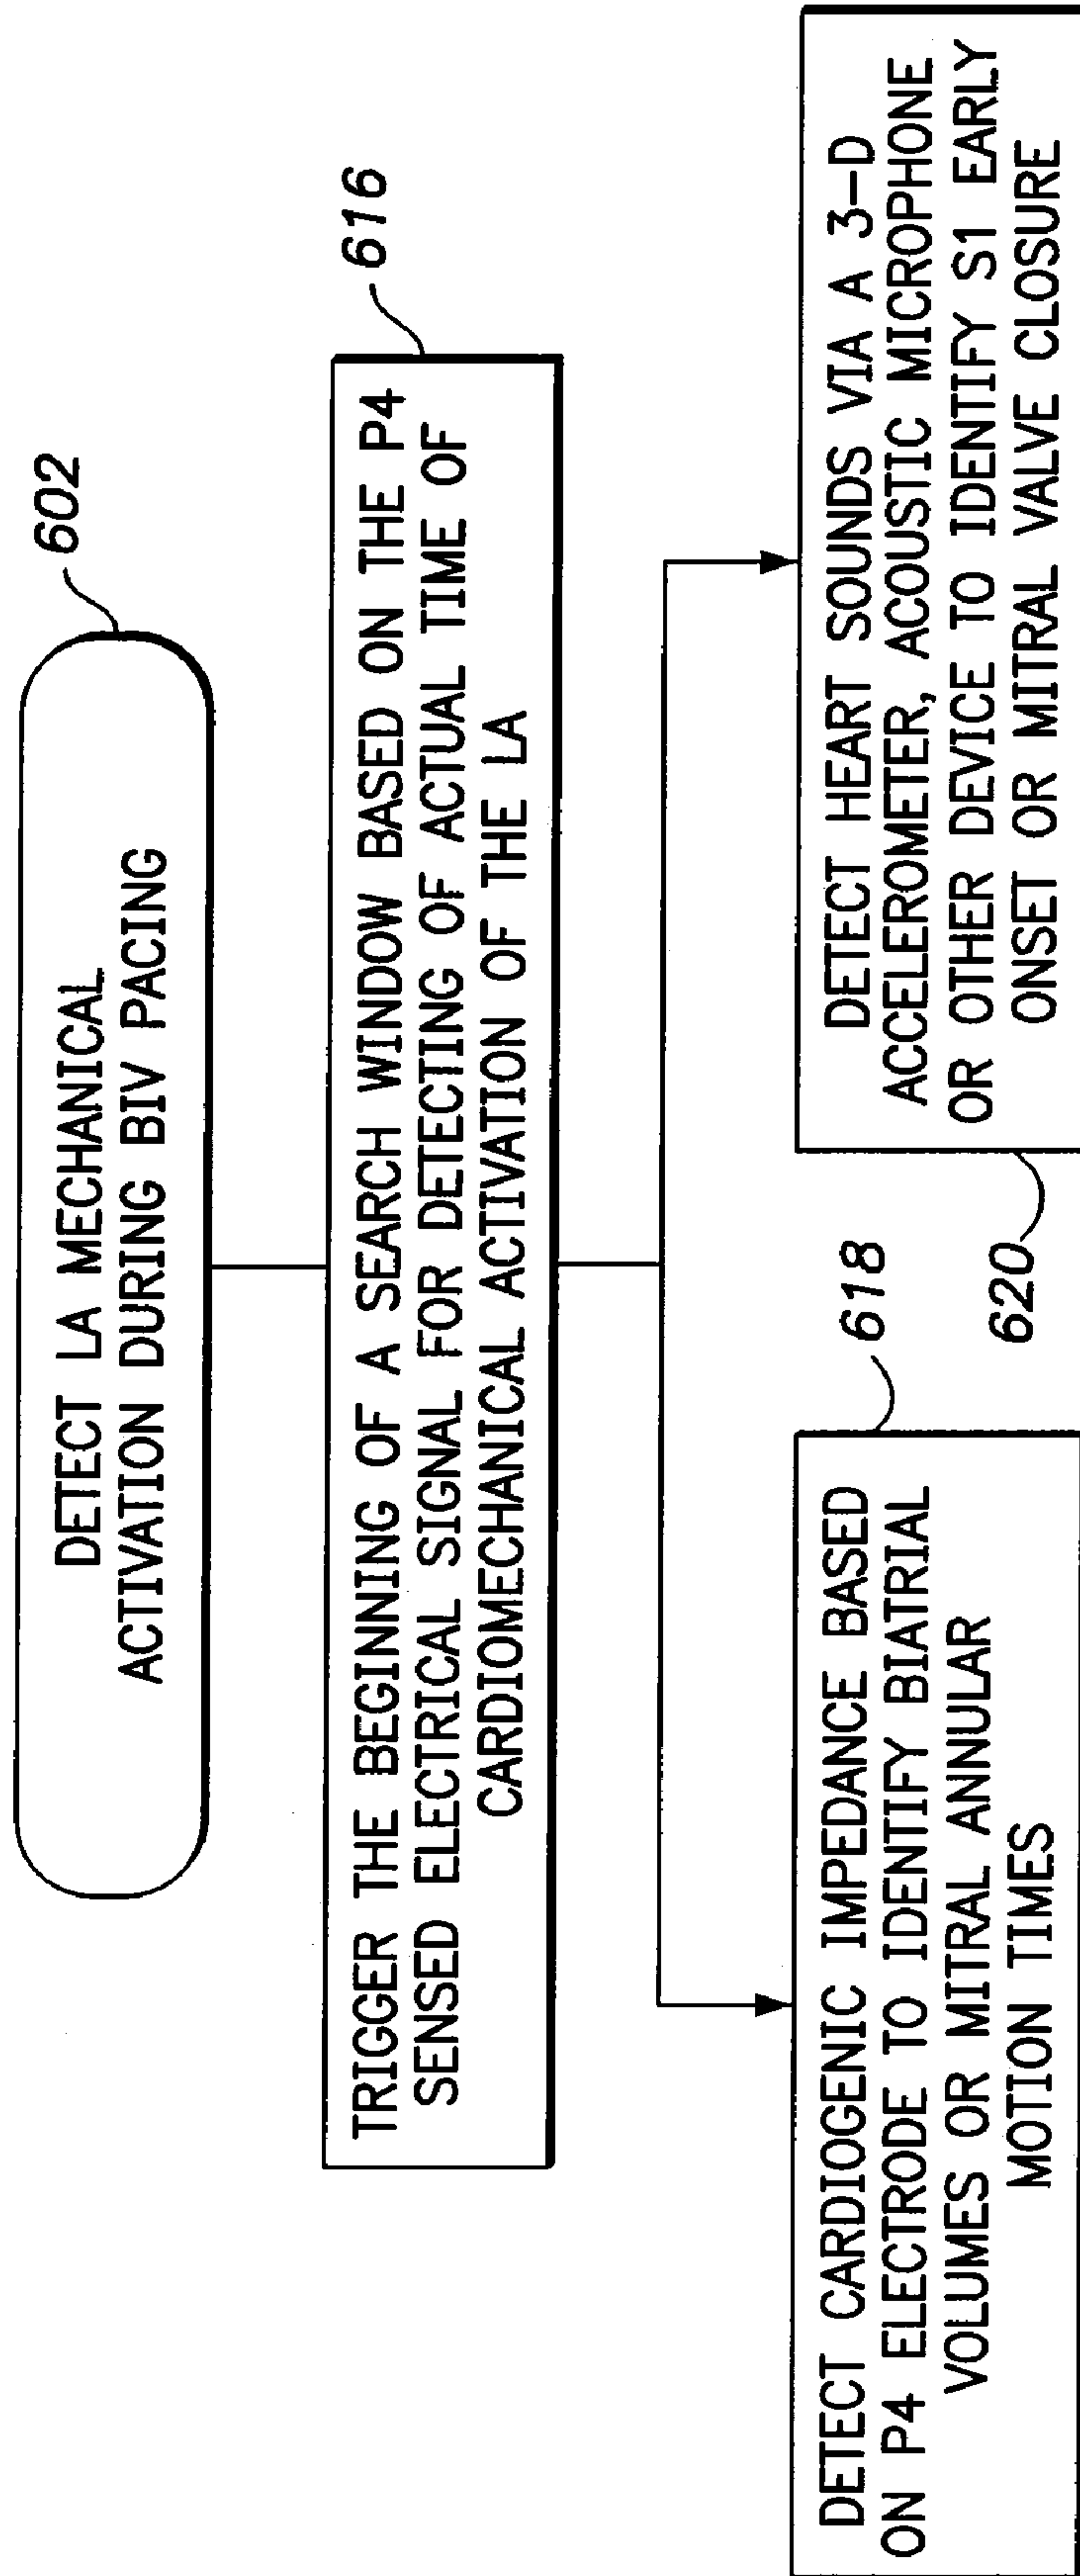 DETECT LA MECHANICAL
ACTIVATION DURING BIV PACING
602
TRIGGER THE BEGINNING OF A SEARCH WINDOW BASED ON THE P4
SENSED ELECTRICAL SIGNAL FOR DETECTING OF ACTUAL TIME OF
CARDIOMECHANICAL ACTIVATION OF THE LA
616
DETECT CARDIOGENIC IMPEDANCE BASED
ON P4 ELECTRODE TO IDENTIFY BIATRIAL
VOLUMES OR MITRAL ANNULAR
MOTION TIMES
618
DETECT HEART SOUNDS VIA A 3-D
ACCELEROMETER, ACOUSTIC MICROPHONE
OR OTHER DEVICE TO IDENTIFY S1 EARLY
ONSET OR MITRAL VALVE CLOSURE
620